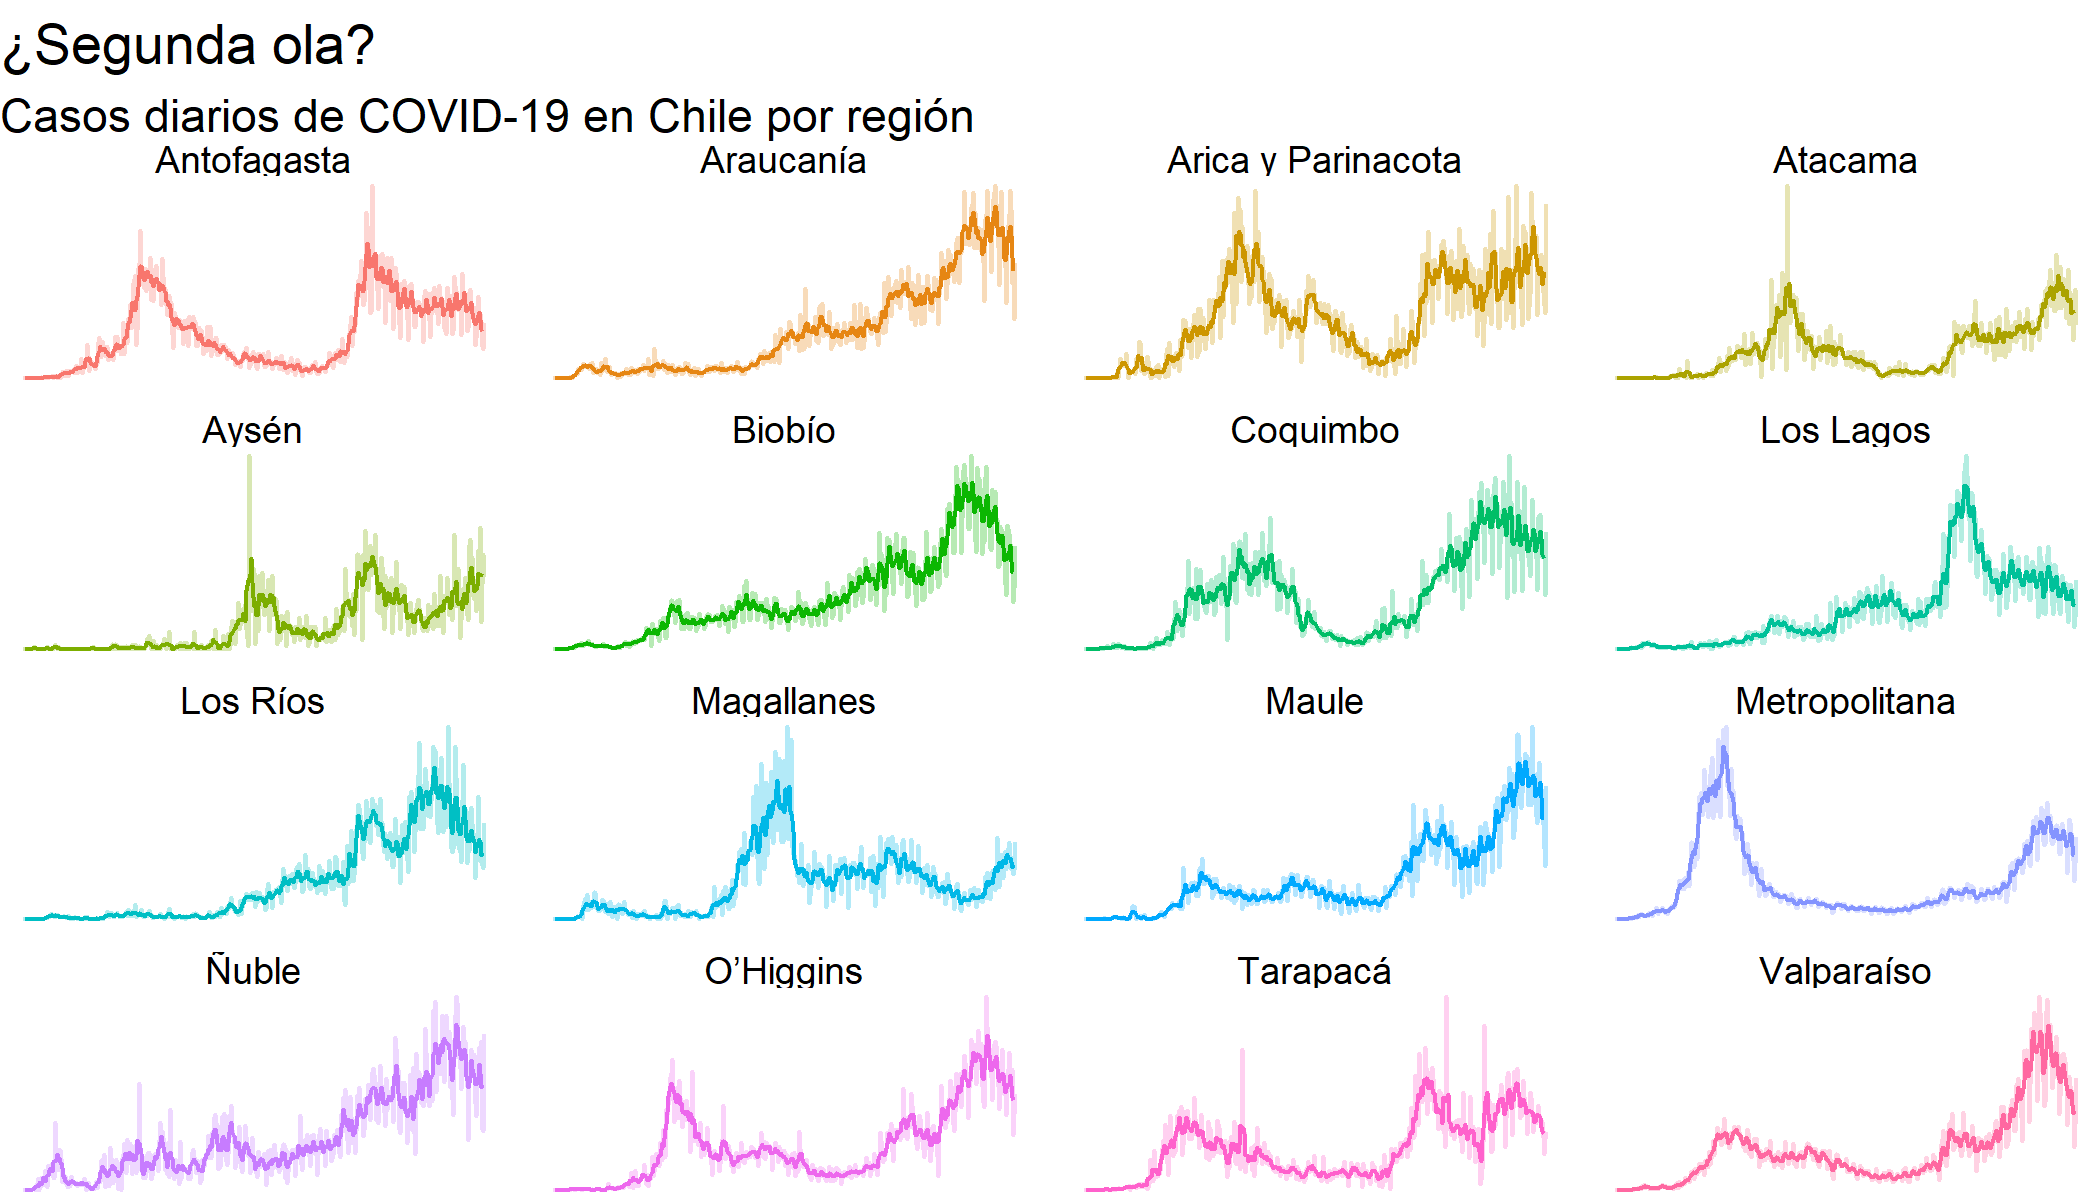 ¿Segunda ola?
Casos diarios de COVID-19 en Chile por región
Antofagasta
Araucanía
Arica y Parinacota
Atacama
Aysén
Biobío
Coquimbo
Los Lagos
Los Ríos
Magallanes
Maule
Metropolitana
Ñuble
O’Higgins
Tarapacá
Valparaíso